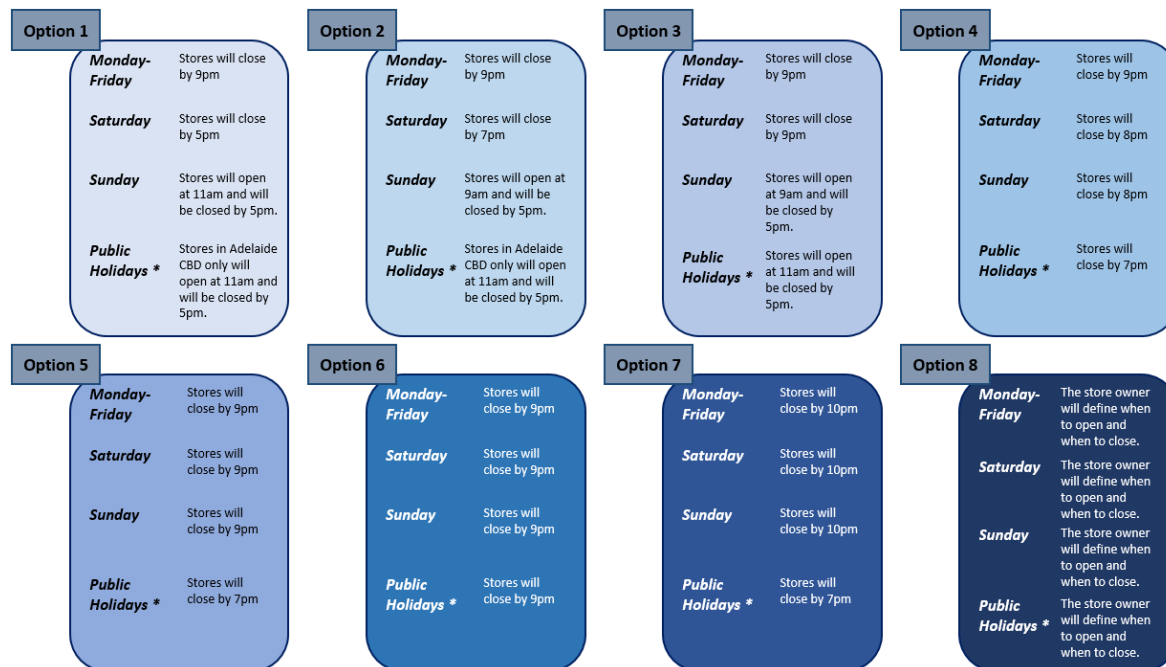 Option 1
Monday-
Friday
Stores will close
by 9pm
Saturday
Stores will close
by 5pm
Sunday
Stores will open
at 11am and will
be closed by 5pm.
Public
Holidays *
Stores in Adelaide
CBD only will
open at 11am and
will be closed by
5pm.
Option 2
Monday-
Friday
Stores will close
by 9pm
Saturday
Stores will close
by 7pm
Sunday
Stores will open at
9am and will be
closed by 5pm.
Public
Holidays *
Stores in Adelaide
CBD only will open
at 11am and will
be closed by 5pm.
Option 3
Monday-
Friday
Stores will close
by 9pm
Saturday
Stores will close
by 9pm
Sunday
Stores will open
at 9am and will
be closed by
5pm.
Public
Holidays *
Stores will open
at 11am and will
be closed by
5pm.
Option 4
Monday-
Friday
Stores will
close by 9pm
Saturday
Stores will
close by 8pm
Sunday
Stores will
close by 8pm
Public
Holidays *
Stores will
close by 7pm
Option 5
Monday-
Friday
Stores will
close by 9pm
Saturday
Stores will
close by 9pm
Sunday
Stores will
close by 9pm
Public
Holidays *
Stores will
close by 7pm
Option 6
Monday-
Friday
Stores will
close by 9pm
Saturday
Stores will
close by 9pm
Sunday
Stores will
close by 9pm
Public
Holidays *
Stores will
close by 9pm
Option 7
Monday-
Friday
Stores will
close by 10pm
Saturday
Stores will
close by 10pm
Sunday
Stores will
close by 10pm
Public
Holidays *
Stores will
close by 7pm
Option 8
Monday-
Friday
The store owner
will define when
to open and
when to close.
Saturday
The store owner
will define when
to open and
when to close.
Sunday
The store owner
will define when
to open and
when to close.
Public
Holidays *
The store owner
will define when
to open and
when to close.